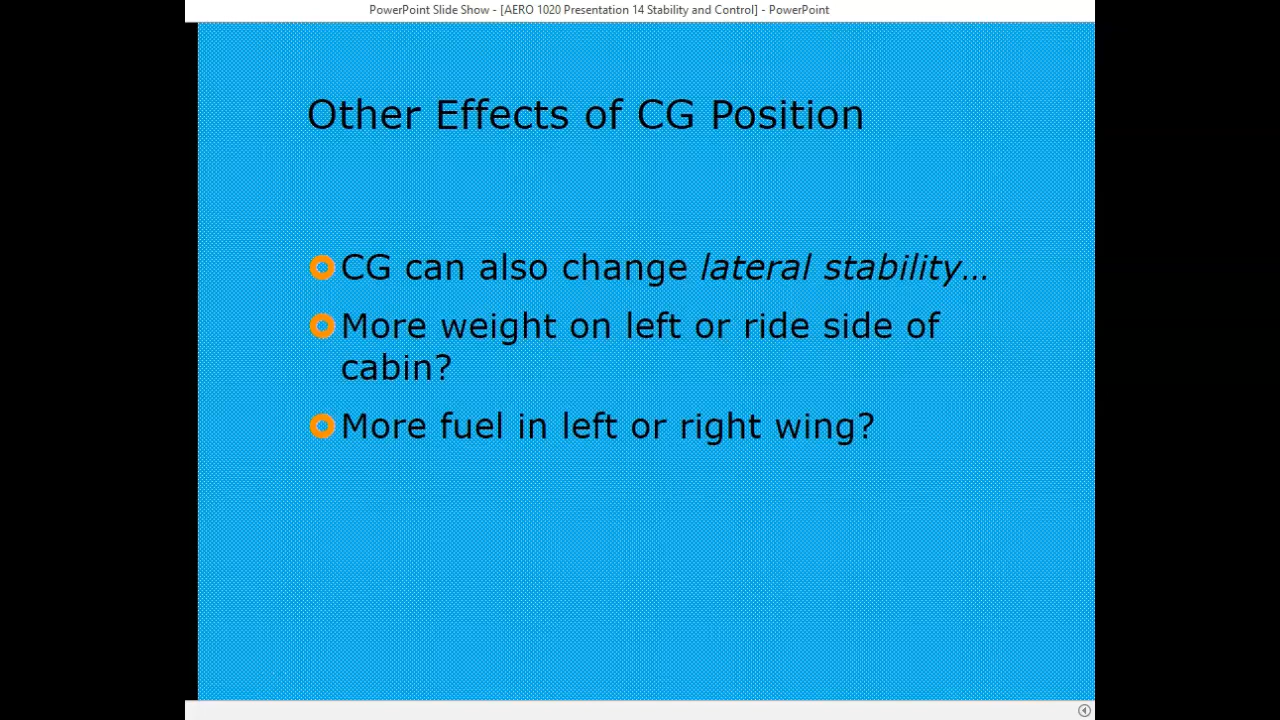 PowerPoint Slide Show - [AERO 1020 Presentation 14 Stability and Control] - PowerPoint
Other Effects of CG Position
CG can also change lateral stability…
More weight on left or ride side of
cabin?
More fuel in left or right wing?